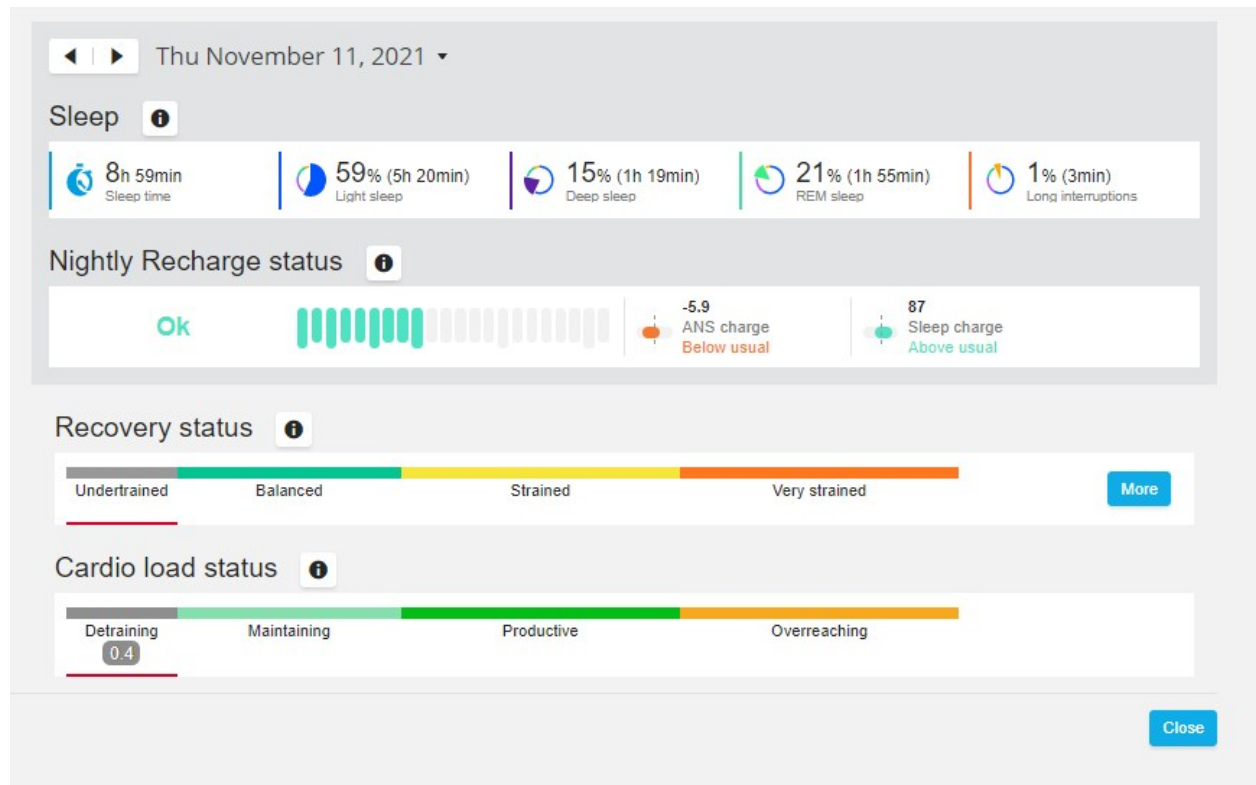 Thu November 11, 2021
Sleep
8h 59min
Sleep time
59% (5h 20min)
Light sleep
15% (1h 19min)
Deep sleep
21% (1h 55min)
REM sleep
1% (3min)
Long interruptions
Nightly Recharge status
Ok
-5.9
ANS charge
Below usual
87
Sleep charge
Above usual
Recovery status
Undertrained
Balanced
Strained
Very strained
More
Cardio load status
Detraining
0.4
Maintaining
Productive
Overreaching
Close